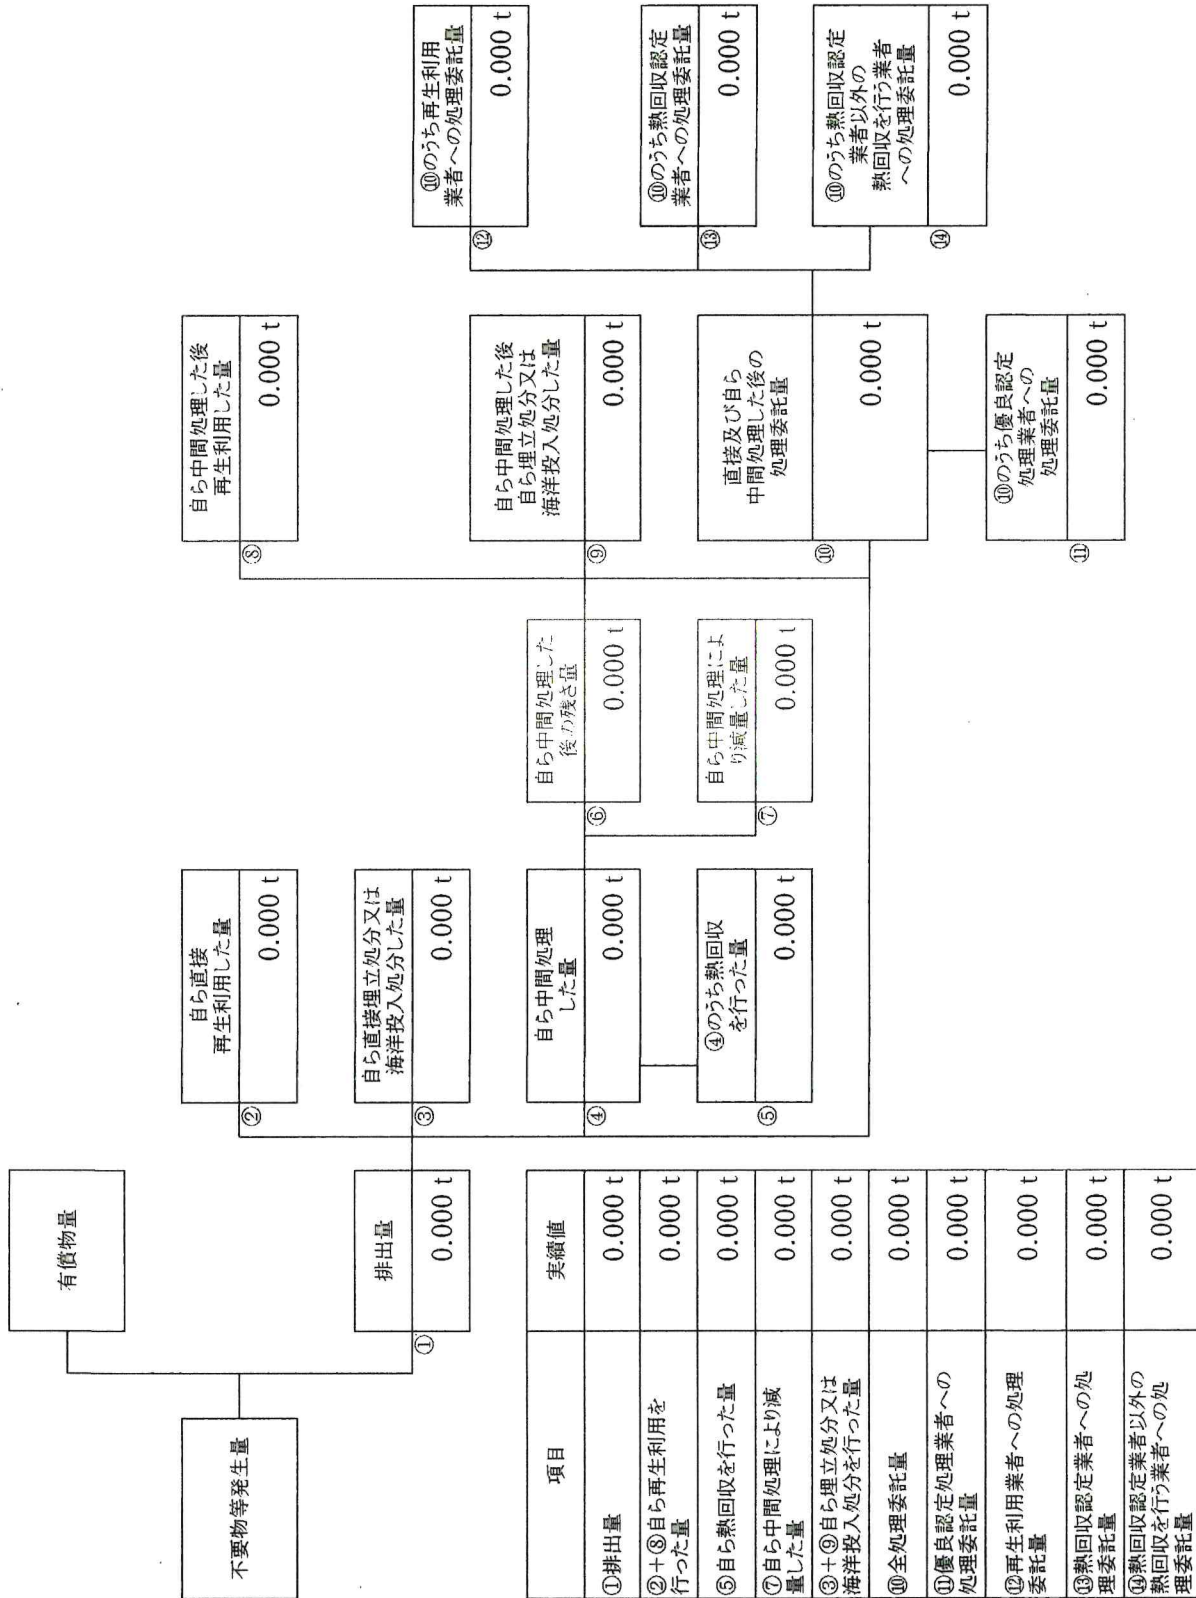 不要物等発生量
有償物量
①
排出量
0.000 t
②
自ら直接
再生利用した量
0.000 t
③
自ら直接埋立処分又は
海洋投入処分した量
0.000 t
④
自ら中間処理
した量
0.000 t
⑤
④のうち熱回収
を行った量
0.000 t
⑥
自ら中間処理した
後の残さ量
0.000 t
⑦
自ら中間処理によ
り減量した量
0.000 t
⑧
自ら中間処理した後
再生利用した量
0.000 t
⑨
自ら中間処理した後
自ら埋立処分又は
海洋投入処分した量
0.000 t
⑩
直接及び自ら
中間処理した後の
処理委託量
0.000 t
⑪
⑩のうち優良認定
処理業者への
処理委託量
0.000 t
⑫
⑩のうち再生利用
業者への処理委託量
0.000 t
⑬
⑩のうち熱回収認定
業者への処理委託量
0.000 t
⑭
⑩のうち熱回収認定
業者以外の
熱回収を行う業者
への処理委託量
0.000 t
項目 実績値
①排出量 0.000 t
②+⑧自ら再生利用を
行った量 0.000 t
⑤自ら熱回収を行った量 0.000 t
⑦自ら中間処理により減
量した量 0.000 t
③+⑨自ら埋立処分又は
海洋投入処分を行った量 0.000 t
⑩全処理委託量 0.000 t
⑪優良認定処理業者への
処理委託量 0.000 t
⑫再生利用業者への処理
委託量 0.000 t
⑬熱回収認定業者への処
理委託量 0.000 t
⑭熱回収認定業者以外の
熱回収を行う業者への処
理委託量 0.000 t